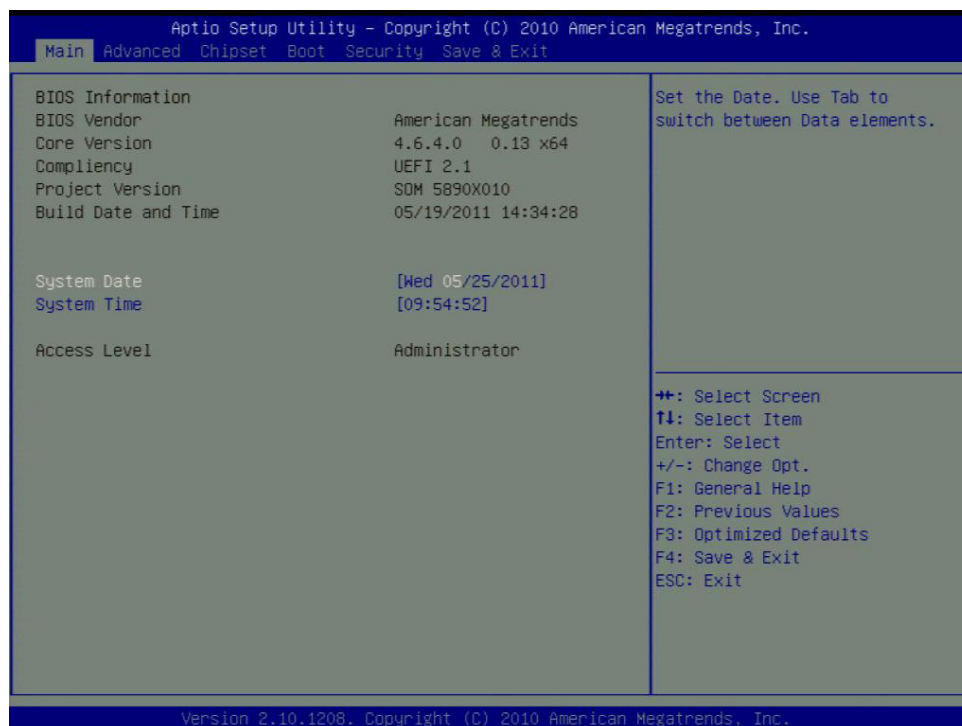 Aptio Setup Utility – Copyright (C) 2010 American Megatrends, Inc.
Main Advanced Chipset Boot Security Save & Exit
BIOS Information
BIOS Vendor American Megatrends
Core Version 4.6.4.0 0.13 x64
Compliency UEFI 2.1
Project Version SOM 5890X010
Build Date and Time 05/19/2011 14:34:28
System Date [Wed 05/25/2011]
System Time [09:54:52]
Access Level Administrator
Set the Date. Use Tab to
switch between Data elements.
→←: Select Screen
↑↓: Select Item
Enter: Select
+/-: Change Opt.
F1: General Help
F2: Previous Values
F3: Optimized Defaults
F4: Save & Exit
ESC: Exit
Version 2.10.1208. Copyright (C) 2010 American Megatrends, Inc.